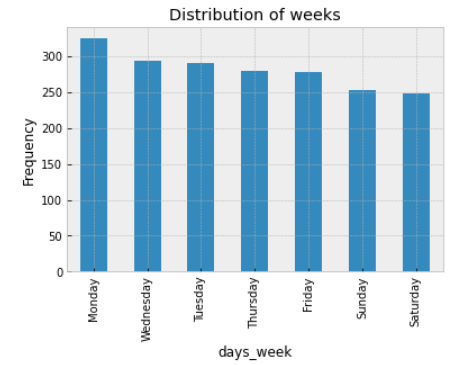 Distribution of weeks
Frequency
300
250
200
150
100
50
0
Monday
Wednesday
Tuesday
Thursday
Friday
Sunday
Saturday
days_week